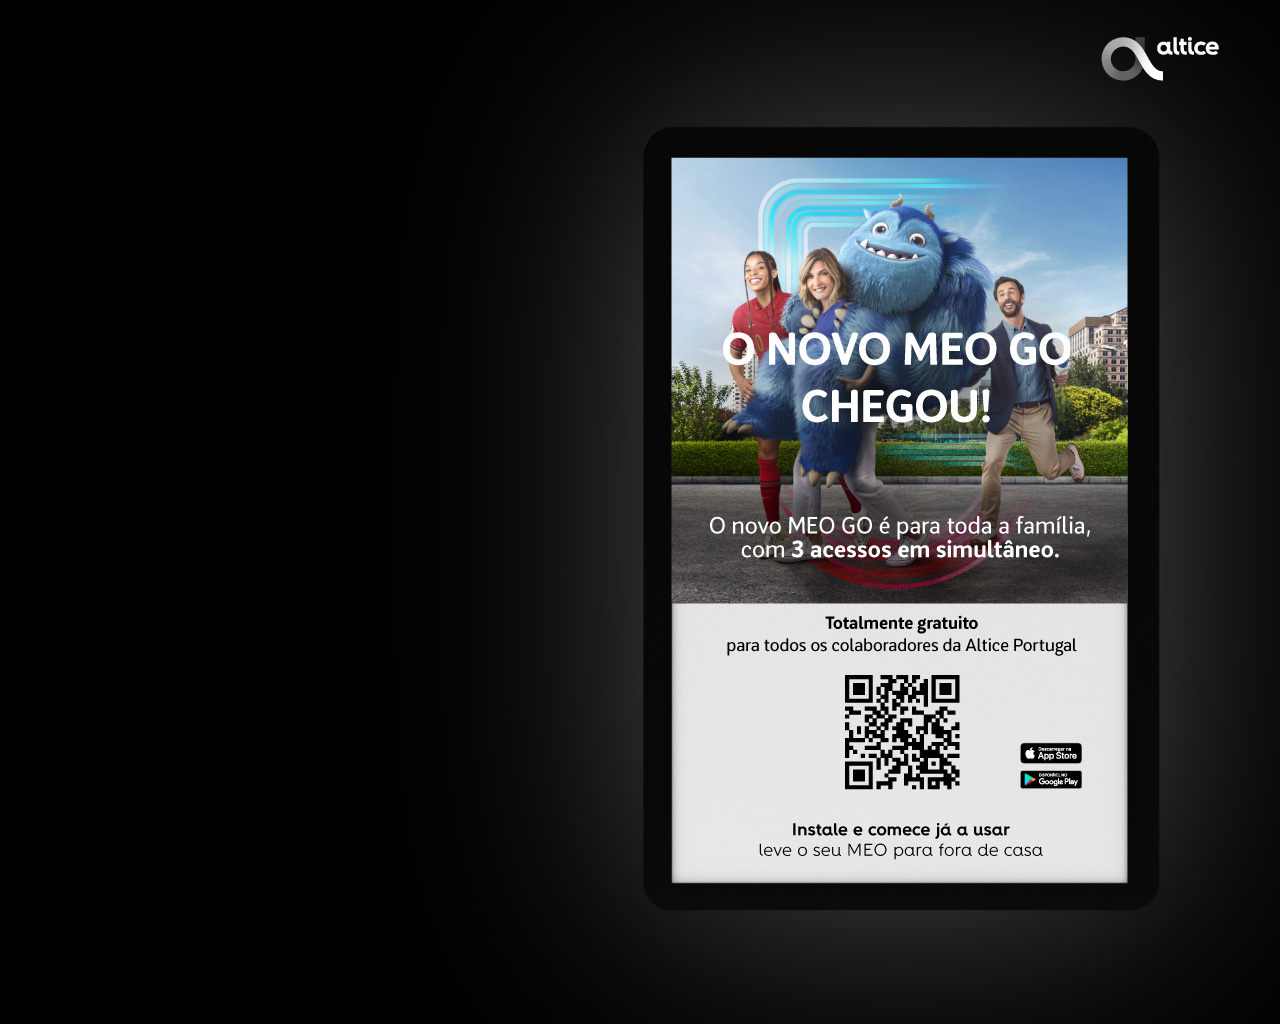 altice
O NOVO MEO GO
CHEGOU!
O novo MEO GO é para toda a família,
com 3 acessos em simultâneo.
Totalmente gratuito
para todos os colaboradores da Altice Portugal
Descarregar na
App Store
DISPONÍVEL NO
Google Play
Instale e comece já a usar
leve o seu MEO para fora de casa